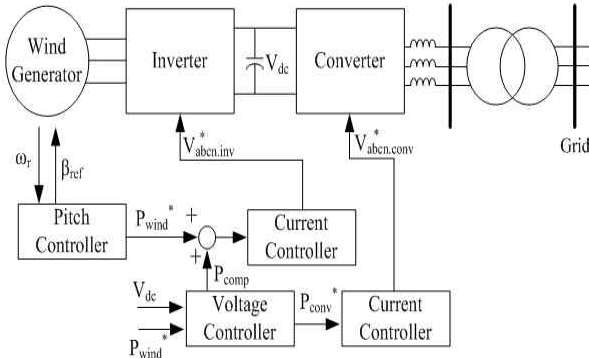 Wind
Generator
Inverter
V_dc
Converter
Grid
V*_abcn.inv
V*_abcn.conv
ω_r
β_ref
Pitch
Controller
P_wind*
+
+
Current
Controller
P_comp
V_dc
P_wind*
Voltage
Controller
P_conv*
Current
Controller